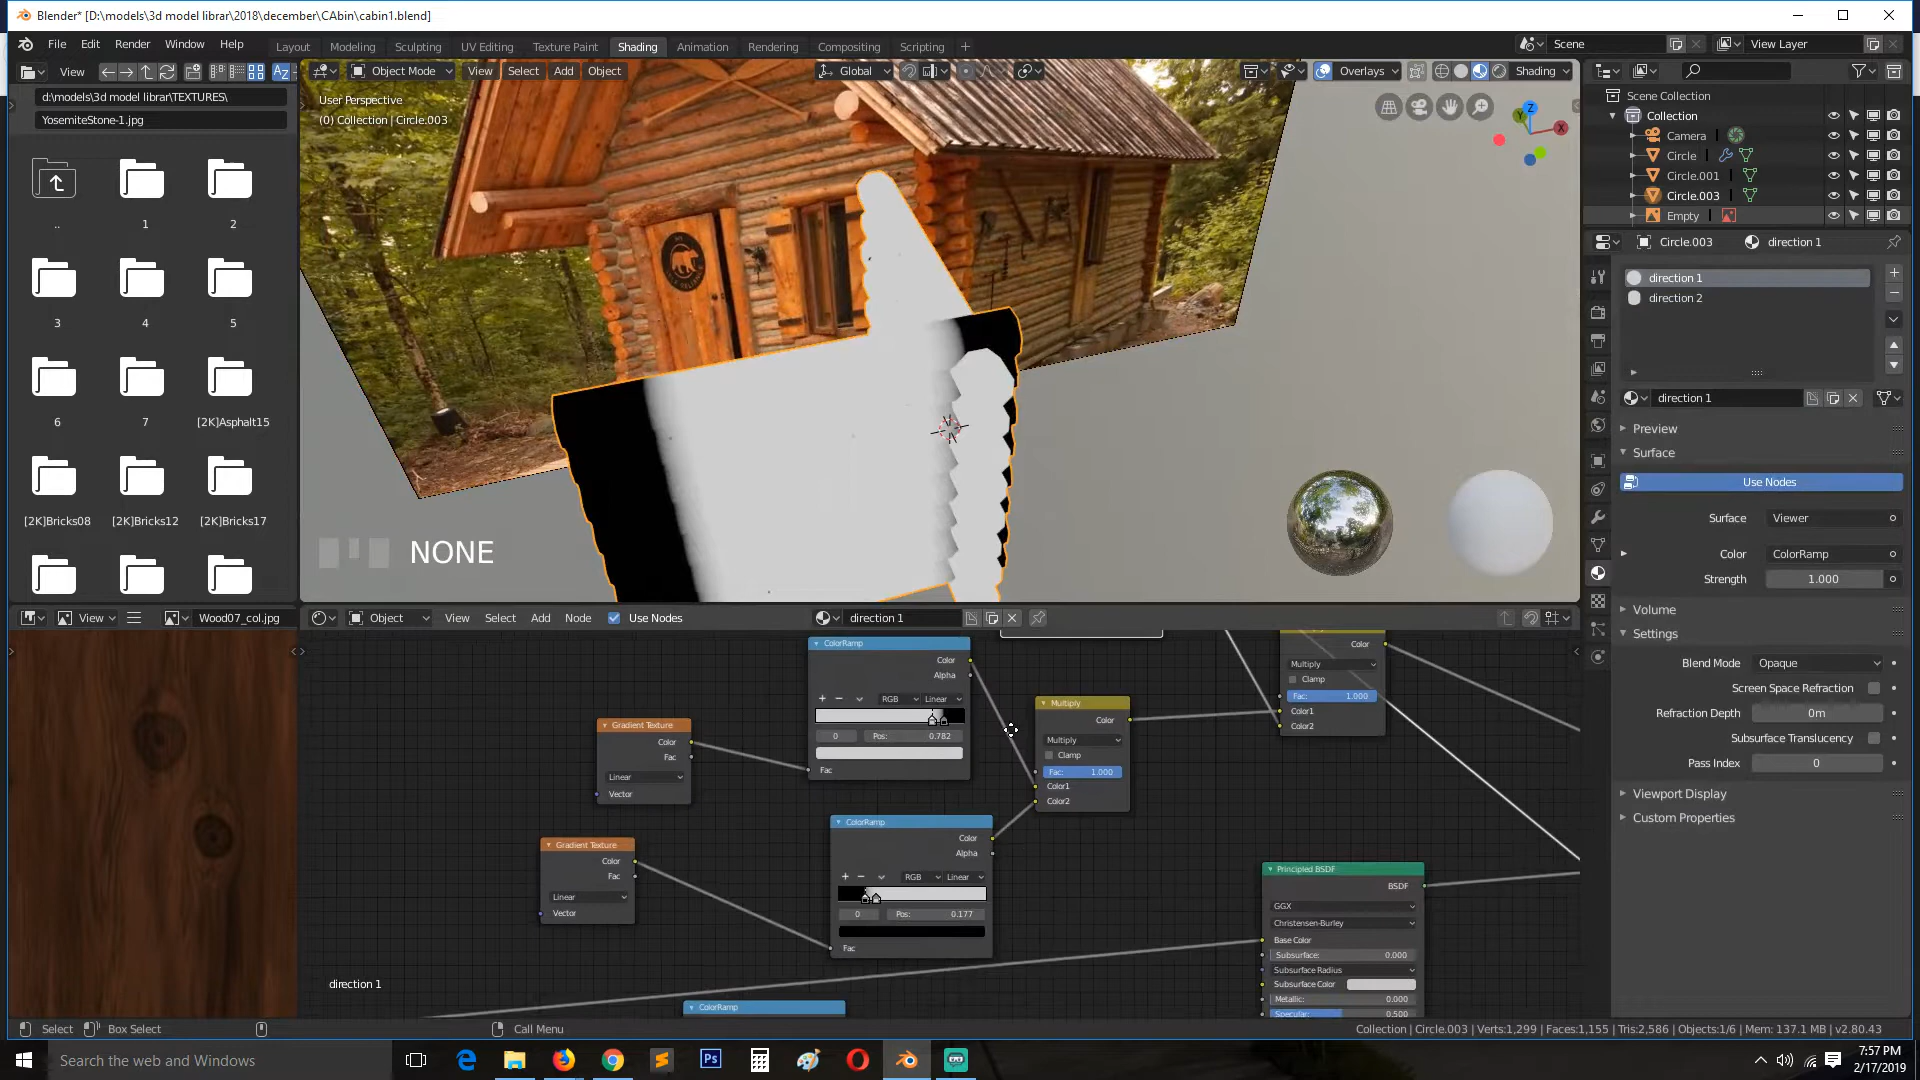 Blender* [D:\models\3d model librar\2018\december\CAbin\cabin1.blend]
File Edit Render Window Help
Layout Modeling Sculpting UV Editing Texture Paint Shading Animation Rendering Compositing Scripting +
Scene View Layer
View
Object Mode View Select Add Object Global Overlays Shading
d:\models\3d model librar\TEXTURES\
YosemiteStone-1.jpg
..
1
2
3
4
5
6
7
[2K]Asphalt15
[2K]Bricks08
[2K]Bricks12
[2K]Bricks17
User Perspective
(0) Collection | Circle.003
NONE
Scene Collection
Collection
Camera
Circle
Circle.001
Circle.003
Empty
Circle.003 direction 1
direction 1
direction 2
direction 1
Preview
Surface
Use Nodes
Surface Viewer
Color ColorRamp
Strength 1.000
Volume
Settings
Blend Mode Opaque
Screen Space Refraction
Refraction Depth 0m
Subsurface Translucency
Pass Index 0
Viewport Display
Custom Properties
View Wood07_col.jpg
Object View Select Add Node Use Nodes direction 1
ColorRamp
Color
Alpha
RGB Linear
0 Pos: 0.782
Fac
Gradient Texture
Color
Fac
Linear
Vector
Gradient Texture
Color
Fac
Linear
Vector
ColorRamp
Color
Alpha
RGB Linear
0 Pos: 0.177
Fac
Multiply
Color
Multiply
Clamp
Fac: 1.000
Color1
Color2
Color
Multiply
Clamp
Fac: 1.000
Color1
Color2
Principled BSDF
BSDF
GGX
Christensen-Burley
Base Color
Subsurface: 0.000
Subsurface Radius
Subsurface Color
Metallic: 0.000
Specular: 0.500
ColorRamp
direction 1
Select Box Select Call Menu
Collection | Circle.003 | Verts:1,299 | Faces:1,155 | Tris:2,586 | Objects:1/6 | Mem: 137.1 MB | v2.80.43
Search the web and Windows
7:57 PM
2/17/2019